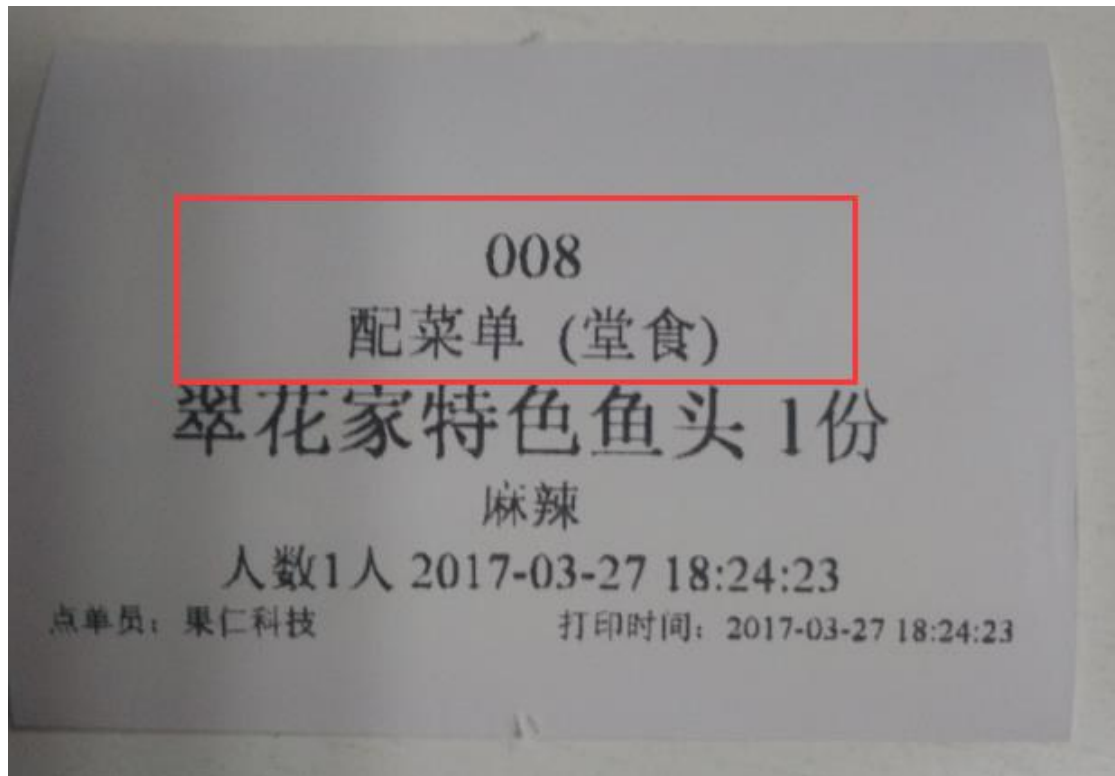 008
配菜单 (堂食)
翠花家特色鱼头 1份
麻辣
人数1人 2017-03-27 18:24:23
点单员：果仁科技 打印时间：2017-03-27 18:24:23